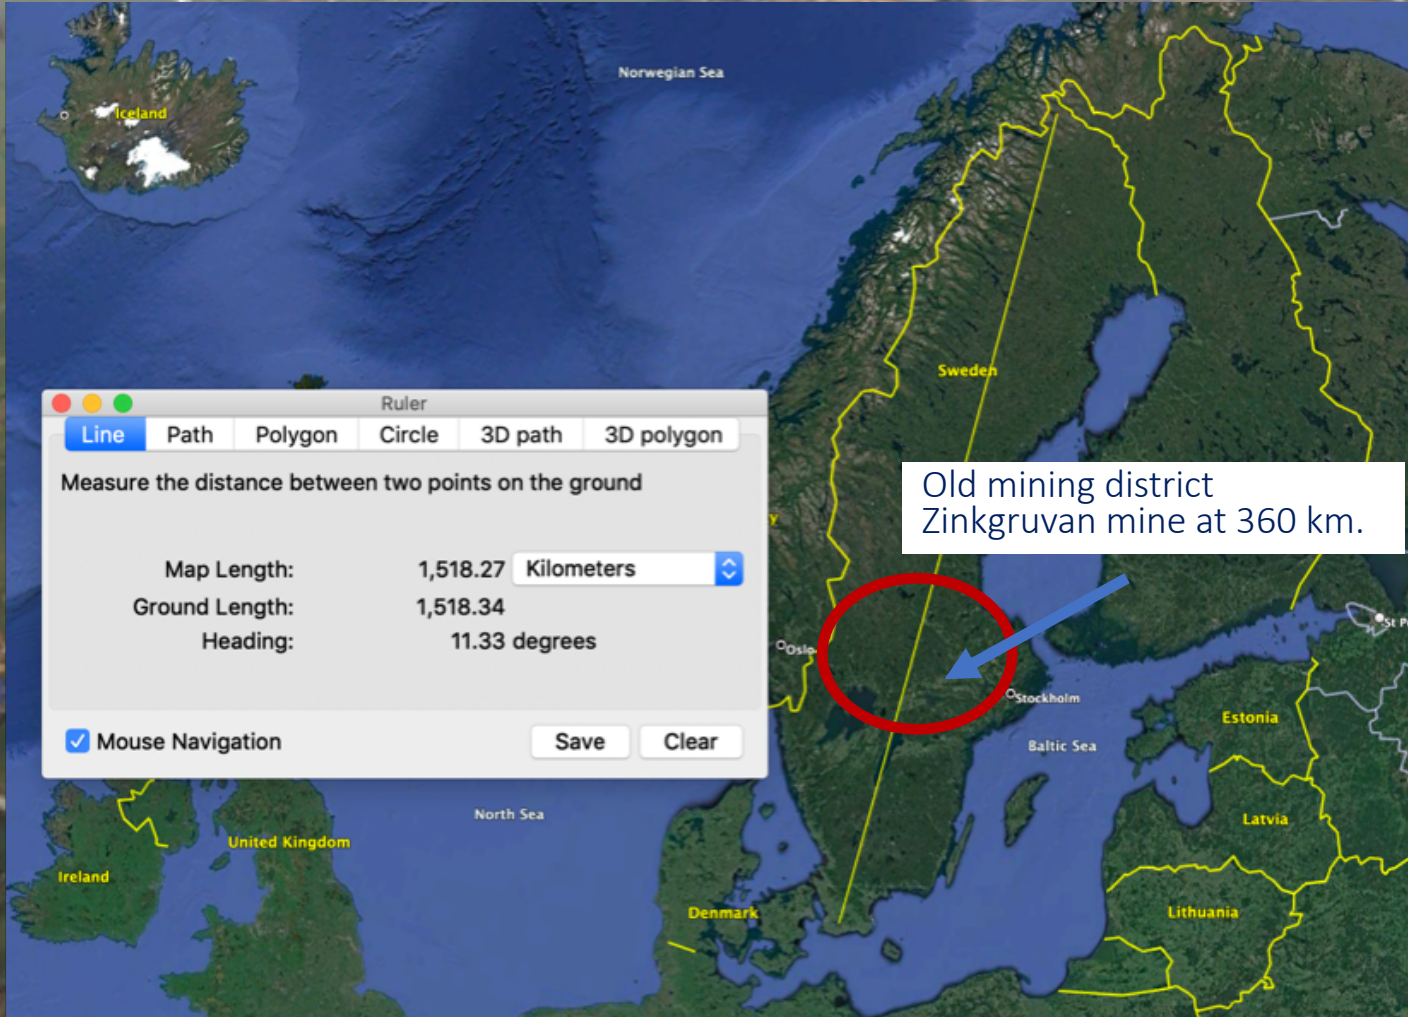 Norwegian Sea
Iceland
Sweden
Ruler
Line Path Polygon Circle 3D path 3D polygon
Measure the distance between two points on the ground
Map Length: 1,518.27 Kilometers
Ground Length: 1,518.34
Heading: 11.33 degrees
Mouse Navigation Save Clear
y
Old mining district
Zinkgruvan mine at 360 km.
Oslo
St P
Stockholm
Estonia
Baltic Sea
North Sea
Latvia
United Kingdom
Ireland
Denmark
Lithuania